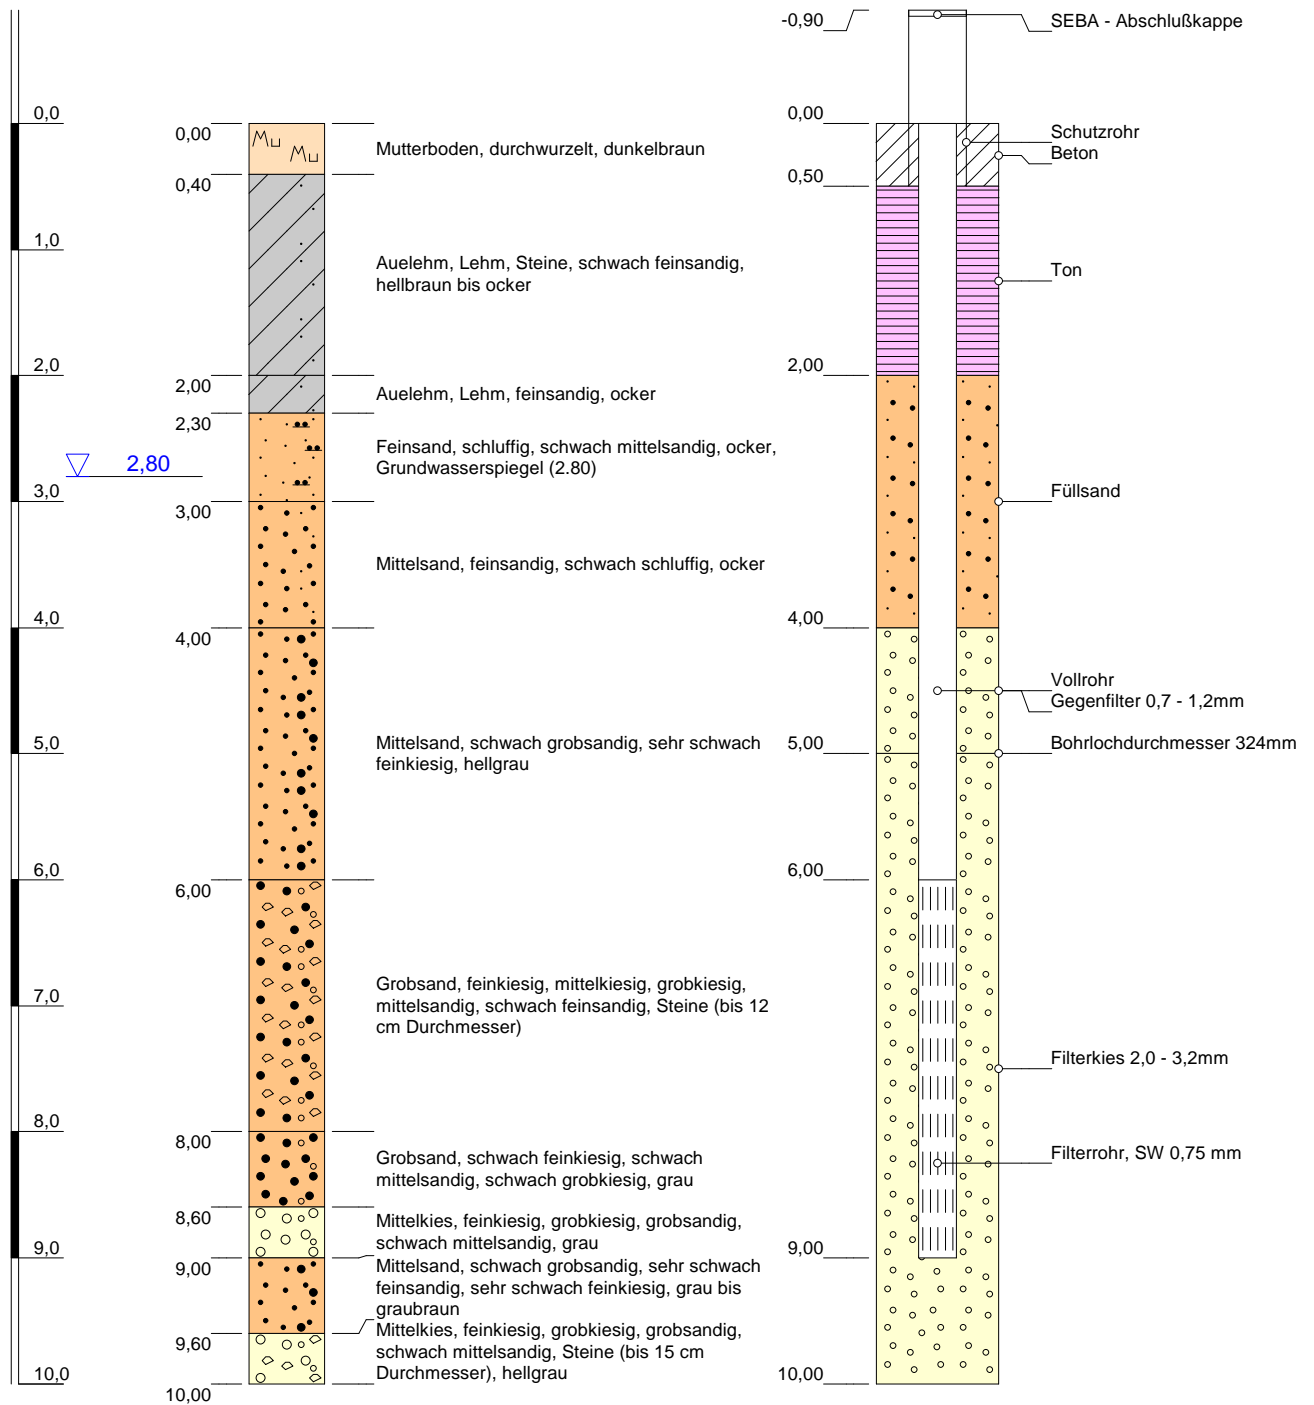 -0,90
SEBA - Abschlußkappe
0,0
0,00
0,00
Mu
Mu
Mutterboden, durchwurzelt, dunkelbraun
Schutzrohr
Beton
0,40
0,50
1,0
Auelehm, Lehm, Steine, schwach feinsandig,
hellbraun bis ocker
Ton
2,0
2,00
2,00
Auelehm, Lehm, feinsandig, ocker
2,30
Feinsand, schluffig, schwach mittelsandig, ocker,
Grundwasserspiegel (2.80)
2,80
3,0
3,00
Füllsand
Mittelsand, feinsandig, schwach schluffig, ocker
4,0
4,00
4,00
Vollrohr
Gegenfilter 0,7 - 1,2mm
5,0
Mittelsand, schwach grobsandig, sehr schwach
feinkiesig, hellgrau
5,00
Bohrlochdurchmesser 324mm
6,0
6,00
6,00
Grobsand, feinkiesig, mittelkiesig, grobkiesig,
mittelsandig, schwach feinsandig, Steine (bis 12
cm Durchmesser)
7,0
Filterkies 2,0 - 3,2mm
8,0
8,00
Grobsand, schwach feinkiesig, schwach
mittelsandig, schwach grobkiesig, grau
Filterrohr, SW 0,75 mm
8,60
Mittelkies, feinkiesig, grobkiesig, grobsandig,
schwach mittelsandig, grau
9,0
9,00
9,00
Mittelsand, schwach grobsandig, sehr schwach
feinsandig, sehr schwach feinkiesig, grau bis
graubraun
9,60
Mittelkies, feinkiesig, grobkiesig, grobsandig,
schwach mittelsandig, Steine (bis 15 cm
Durchmesser), hellgrau
10,0
10,00
10,00